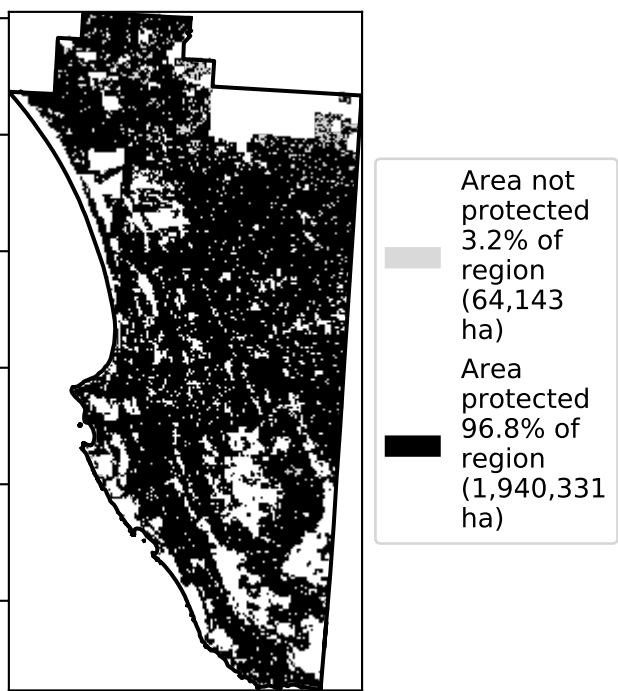 Area not
protected
3.2% of
region
(64,143
ha)
Area
protected
96.8% of
region
(1,940,331
ha)